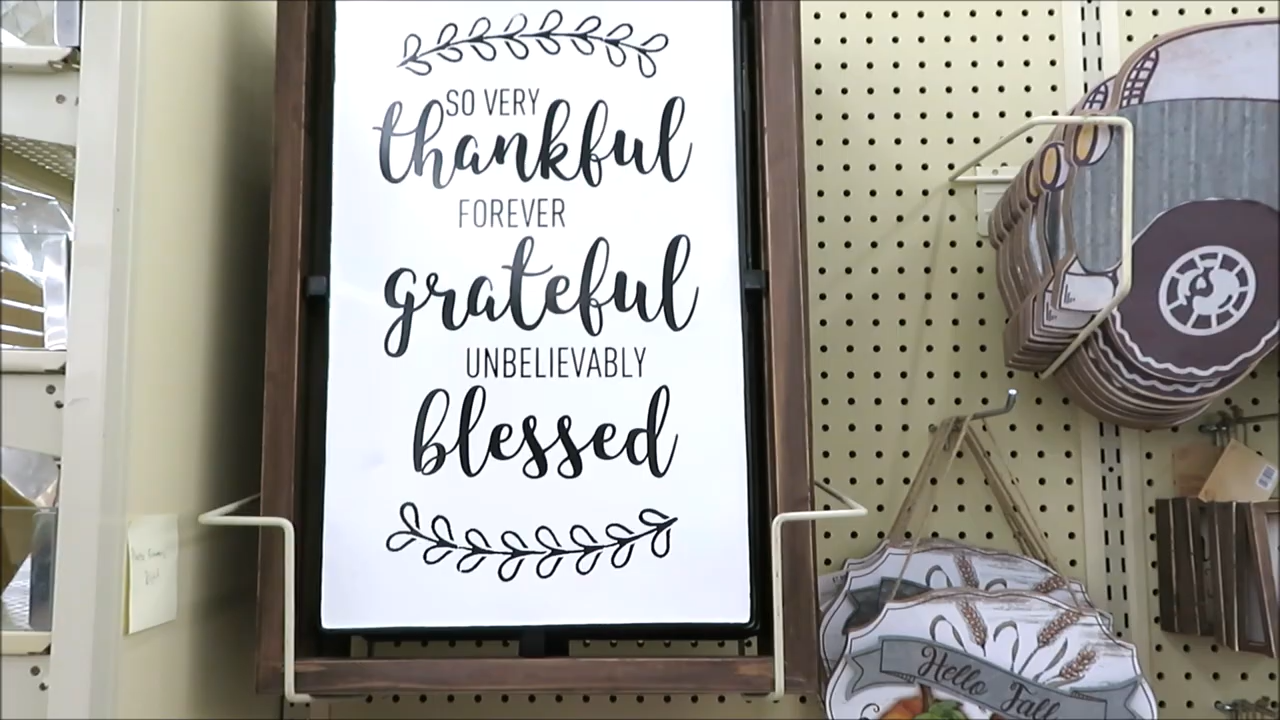 SO VERY
thankful
FOREVER
grateful
UNBELIEVABLY
blessed
Hello Fall